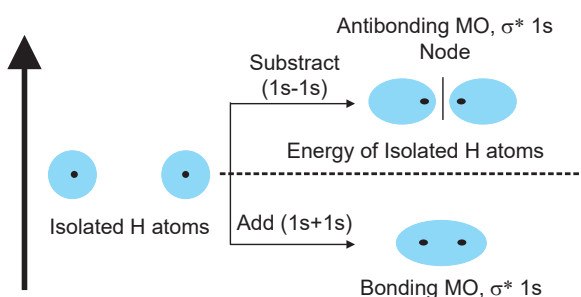 Antibonding MO, σ* 1s
Node
Substract
(1s-1s)
Energy of Isolated H atoms
Isolated H atoms
Add (1s+1s)
Bonding MO, σ* 1s